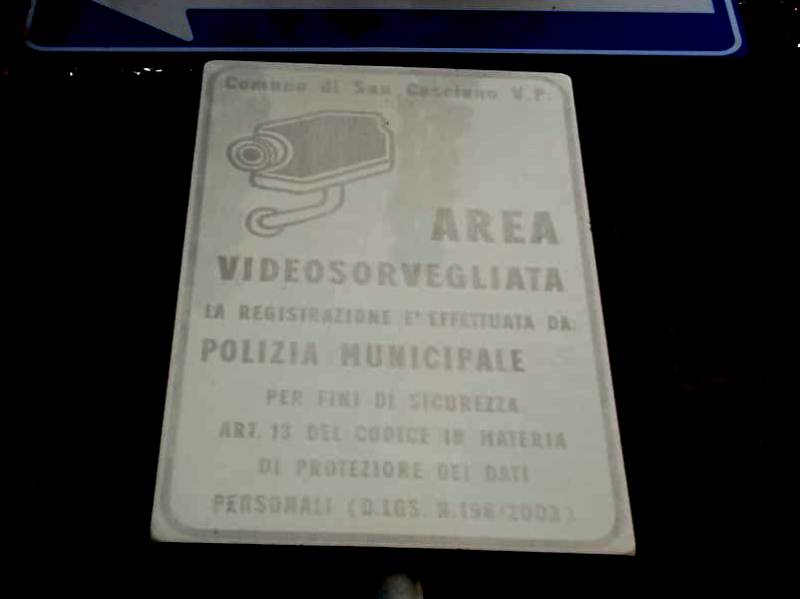 Comune di San Casciano V.P.
AREA
VIDEOSORVEGLIATA
LA REGISTRAZIONE E' EFFETTUATA DA:
POLIZIA MUNICIPALE
PER FINI DI SICUREZZA
ART. 13 DEL CODICE IN MATERIA
DI PROTEZIONE DEI DATI
PERSONALI (D.LGS. N.196/2003)